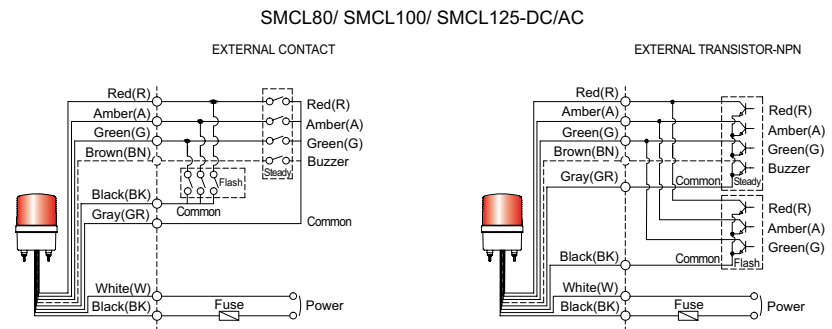 SMCL80/ SMCL100/ SMCL125-DC/AC
EXTERNAL CONTACT
Red(R)
Amber(A)
Green(G)
Brown(BN)
Black(BK)
Gray(GR)
White(W)
Black(BK)
Flash
Common
Steady
Red(R)
Amber(A)
Green(G)
Buzzer
Common
Fuse
Power
EXTERNAL TRANSISTOR-NPN
Red(R)
Amber(A)
Green(G)
Brown(BN)
Gray(GR)
Black(BK)
White(W)
Black(BK)
Common
Steady
Red(R)
Amber(A)
Green(G)
Buzzer
Red(R)
Amber(A)
Green(G)
Common
Flash
Fuse
Power